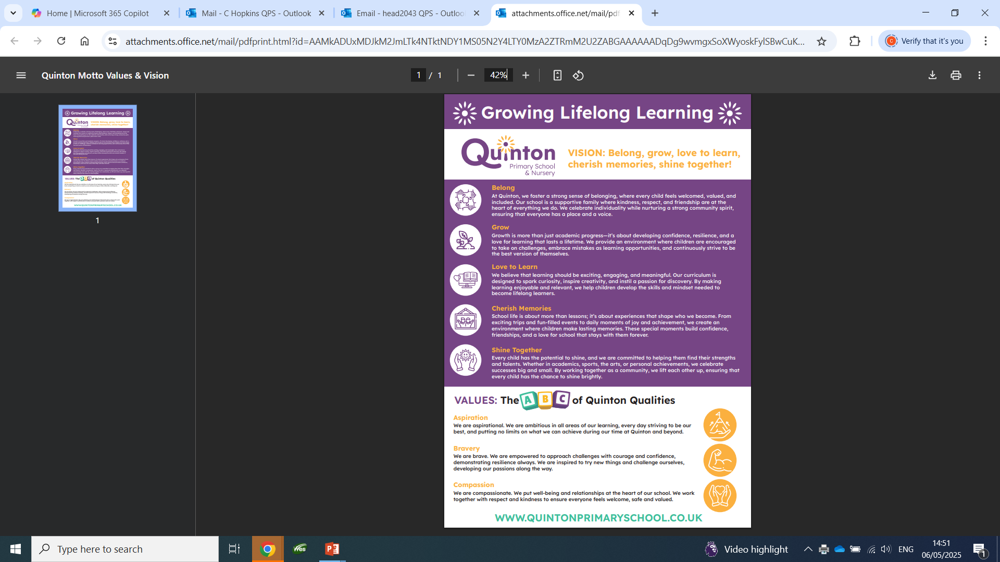 Home | Microsoft 365 Copilot
Mail - C Hopkins QPS - Outlook
Email - head2043 QPS - Outloo
attachments.office.net/mail/pdf
attachments.office.net/mail/pdfprint.html?id=AAMkADUxMDJkM2JmLTk4NTktNDY1MS05N2Y4LTY0MzA2ZTRmM2U2ZABGAAAAAADqDg9wvmgxSoXWyoskFylSBwCuK...
Verify that it's you
Quinton Motto Values & Vision
1 / 1
42%
1
Growing Lifelong Learning
Quinton
Primary School
& Nursery
VISION: Belong, grow, love to learn,
cherish memories, shine together!
Belong
At Quinton, we foster a strong sense of belonging, where every child feels welcomed, valued, and
included. Our school is a supportive family where kindness, respect, and friendship are at the
heart of everything we do. We celebrate individuality while nurturing a strong community spirit,
ensuring that everyone has a place and a voice.
Grow
Growth is more than just academic progress—it's about developing confidence, resilience, and a
love for learning that lasts a lifetime. We provide an environment where children are encouraged
to take on challenges, embrace mistakes as learning opportunities, and continuously strive to be
the best version of themselves.
Love to Learn
We believe that learning should be exciting, engaging, and meaningful. Our curriculum is
designed to spark curiosity, inspire creativity, and instil a passion for discovery. By making
learning enjoyable and relevant, we help children develop the skills and mindset needed to
become lifelong learners.
Cherish Memories
School life is about more than lessons; it's about experiences that shape who we become. From
exciting trips and fun-filled events to daily moments of joy and achievement, we create an
environment where children make lasting memories. These special moments build confidence,
friendships, and a love for school that stays with them forever.
Shine Together
Every child has the potential to shine, and we are committed to helping them find their strengths
and talents. Whether in academics, sports, the arts, or personal achievements, we celebrate
successes big and small. By working together as a community, we lift each other up, ensuring that
every child has the chance to shine brightly.
VALUES: The ABC of Quinton Qualities
Aspiration
We are aspirational. We are ambitious in all areas of our learning, every day striving to be our
best, and putting no limits on what we can achieve during our time at Quinton and beyond.
Bravery
We are brave. We are empowered to approach challenges with courage and confidence,
demonstrating resilience always. We are inspired to try new things and challenge ourselves,
developing our passions along the way.
Compassion
We are compassionate. We put well-being and relationships at the heart of our school. We work
together with respect and kindness to ensure everyone feels welcome, safe and valued.
WWW.QUINTONPRIMARYSCHOOL.CO.UK
Type here to search
Wes
Video highlight
ENG
14:51
06/05/2025
1